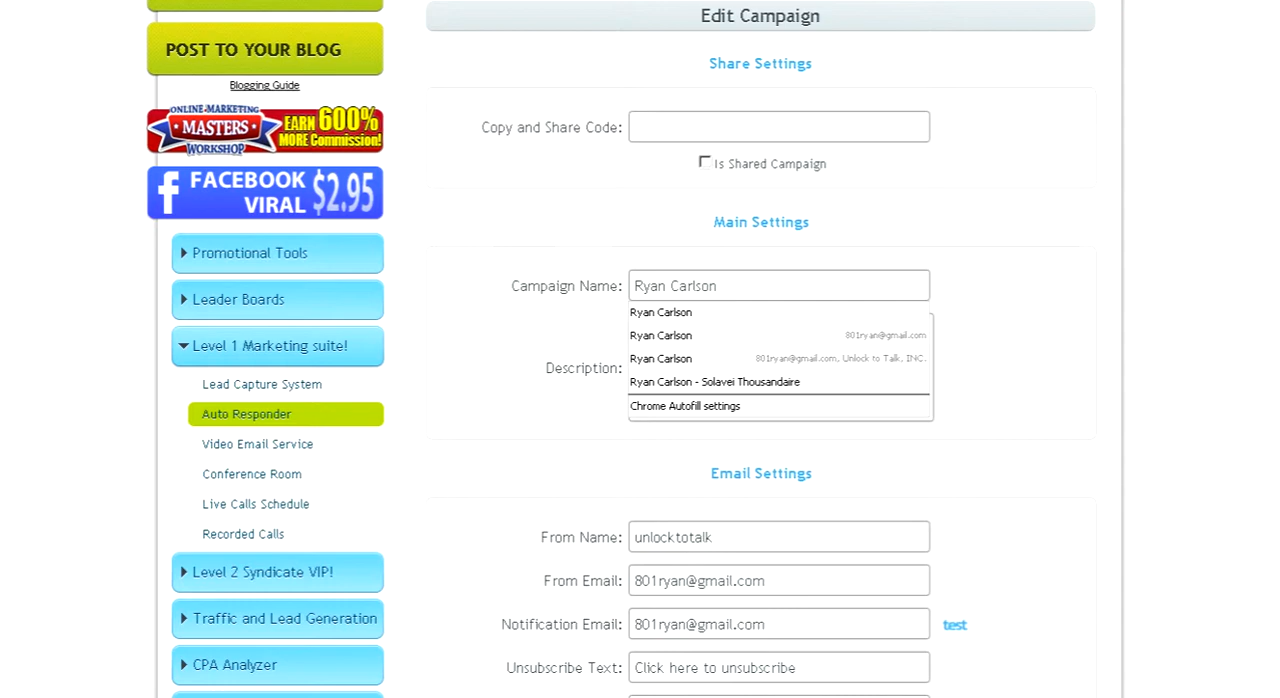 POST TO YOUR BLOG
Blogging Guide
ONLINE MARKETING
MASTERS
WORKSHOP
EARN 600%
MORE Commission!
FACEBOOK
VIRAL
$2.95
Promotional Tools
Leader Boards
Level 1 Marketing suite!
Lead Capture System
Auto Responder
Video Email Service
Conference Room
Live Calls Schedule
Recorded Calls
Level 2 Syndicate VIP!
Traffic and Lead Generation
CPA Analyzer
Edit Campaign
Share Settings
Copy and Share Code:
Is Shared Campaign
Main Settings
Campaign Name: Ryan Carlson
Ryan Carlson
Ryan Carlson 801ryan@gmail.com
Ryan Carlson 801ryan@gmail.com, Unlock to Talk, INC.
Description:
Ryan Carlson - Solavei Thousandaire
Chrome Autofill settings
Email Settings
From Name: unlocktotalk
From Email: 801ryan@gmail.com
Notification Email: 801ryan@gmail.com test
Unsubscribe Text: Click here to unsubscribe